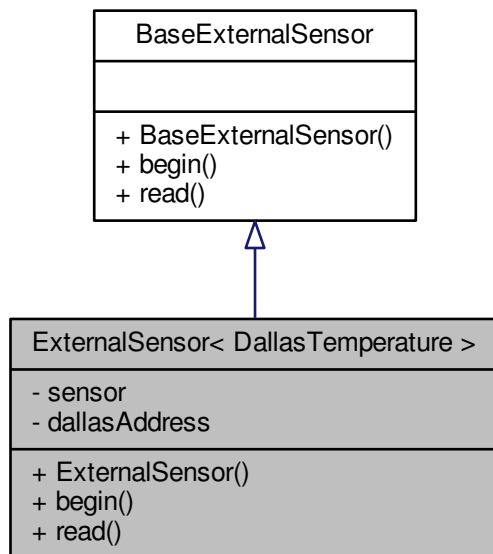 BaseExternalSensor
+ BaseExternalSensor()
+ begin()
+ read()
ExternalSensor< DallasTemperature >
- sensor
- dallasAddress
+ ExternalSensor()
+ begin()
+ read()